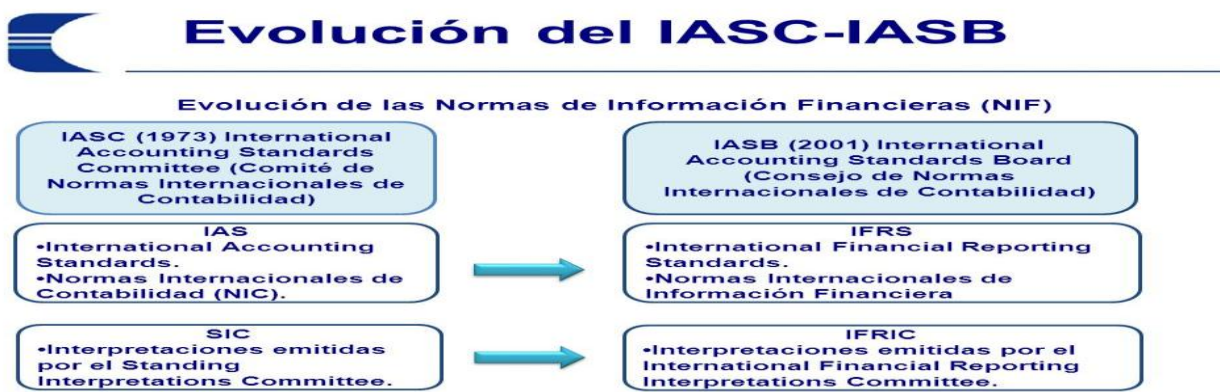 Evolución del IASC-IASB
Evolución de las Normas de Información Financieras (NIF)
IASC (1973) International
Accounting Standards
Committee (Comité de
Normas Internacionales de
Contabilidad)
IASB (2001) International
Accounting Standards Board
(Consejo de Normas
Internacionales de Contabilidad)
IAS
•International Accounting
Standards.
•Normas Internacionales de
Contabilidad (NIC).
IFRS
•International Financial Reporting
Standards.
•Normas Internacionales de
Información Financiera
SIC
•Interpretaciones emitidas
por el Standing
Interpretations Committee.
IFRIC
•Interpretaciones emitidas por el
International Financial Reporting
Interpretations Committee.